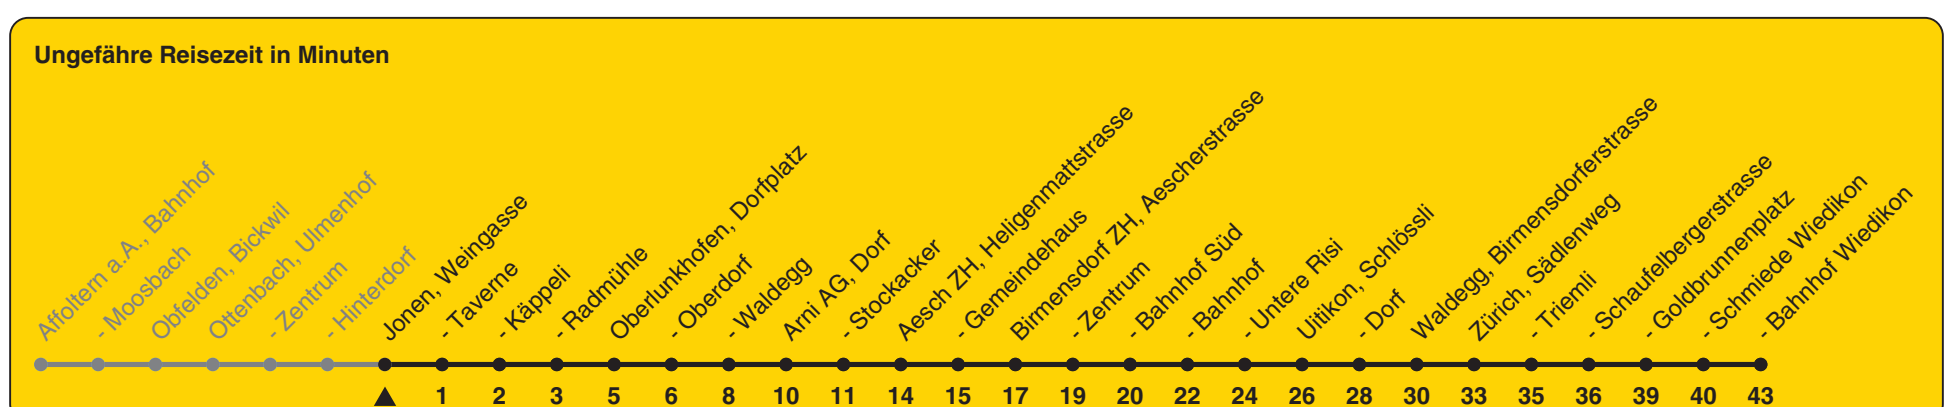 Ungefähre Reisezeit in Minuten
Affoltern a.A., Bahnhof
- Moosbach
Obfelden, Bickwil
Ottenbach, Ulmenhof
- Zentrum
- Hinterdorf
Jonen, Weingasse
- Taverne
- Käppeli
- Radmühle
Oberlunkhofen, Dorfplatz
- Oberdorf
- Waldegg
Arni AG, Dorf
- Stockacker
Aesch ZH, Heligenmattstrasse
- Gemeindehaus
Birmensdorf ZH, Aescherstrasse
- Zentrum
- Bahnhof Süd
- Bahnhof
- Untere Risi
Uitikon, Schlössli
- Dorf
Waldegg, Birmensdorferstrasse
Zürich, Sädlenweg
- Triemli
- Schaufelbergerstrasse
- Goldbrunnenplatz
- Schmiede Wiedikon
- Bahnhof Wiedikon
1 2 3 5 6 8 10 11 14 15 17 19 20 22 24 26 28 30 33 35 36 39 40 43